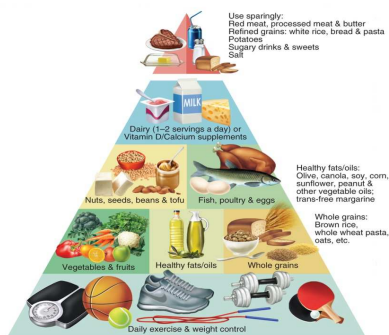 Use sparingly:
Red meat, processed meat & butter
Refined grains: white rice, bread & pasta
Potatoes
Sugary drinks & sweets
Salt
MILK
Dairy (1–2 servings a day) or
Vitamin D/Calcium supplements
Nuts, seeds, beans & tofu
Fish, poultry & eggs
Healthy fats/oils:
Olive, canola, soy, corn,
sunflower, peanut &
other vegetable oils;
trans-free margarine
Whole grains:
Brown rice,
whole wheat pasta,
oats, etc.
Vegetables & fruits
Healthy fats/oils
Whole grains
Daily exercise & weight control